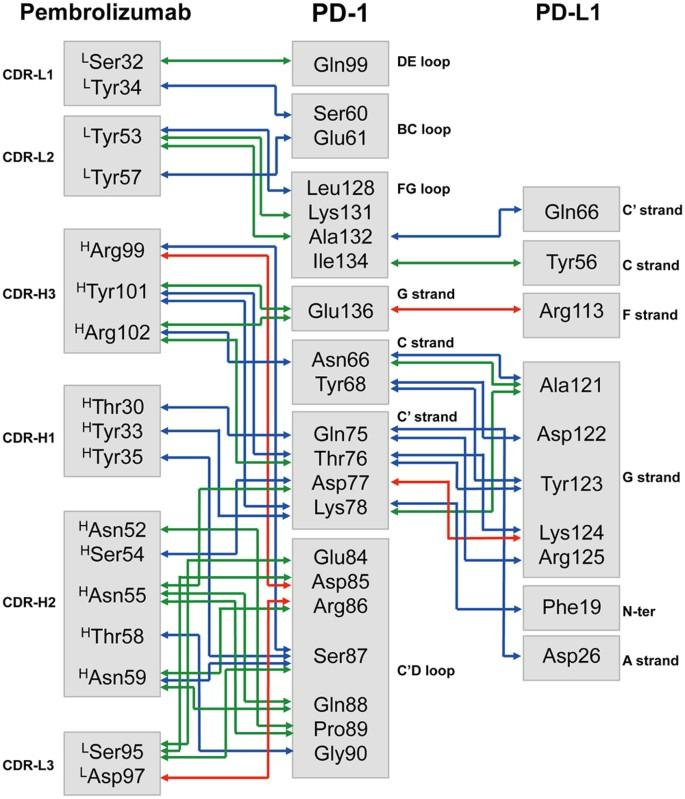 Pembrolizumab
PD-1
PD-L1
CDR-L1
LSer32
LTyr34
CDR-L2
LTyr53
LTyr57
CDR-H3
HArg99
HTyr101
HArg102
CDR-H1
HThr30
HTyr33
HTyr35
CDR-H2
HAsn52
HSer54
HAsn55
HThr58
HAsn59
CDR-L3
LSer95
LAsp97
Gln99
DE loop
Ser60
Glu61
BC loop
Leu128
Lys131
Ala132
Ile134
FG loop
Glu136
G strand
Asn66
Tyr68
C strand
Gln75
Thr76
Asp77
Lys78
C' strand
Glu84
Asp85
Arg86
Ser87
Gln88
Pro89
Gly90
C'D loop
Gln66
C' strand
Tyr56
C strand
Arg113
F strand
Ala121
Asp122
Tyr123
Lys124
Arg125
G strand
Phe19
N-ter
Asp26
A strand